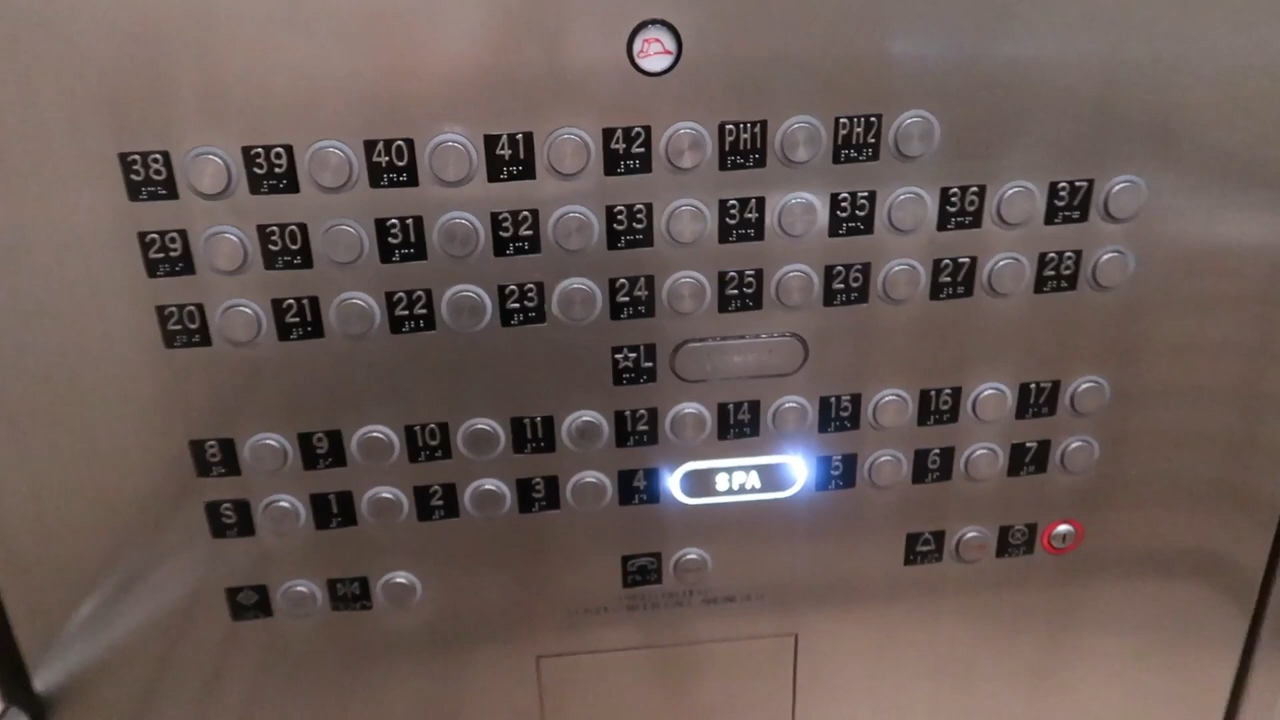 38 39 40 41 42 PH1 PH2
29 30 31 32 33 34 35 36 37
20 21 22 23 24 25 26 27 28
☆L
8 9 10 11 12 14 15 16 17
S 1 2 3 4 SPA 5 6 7